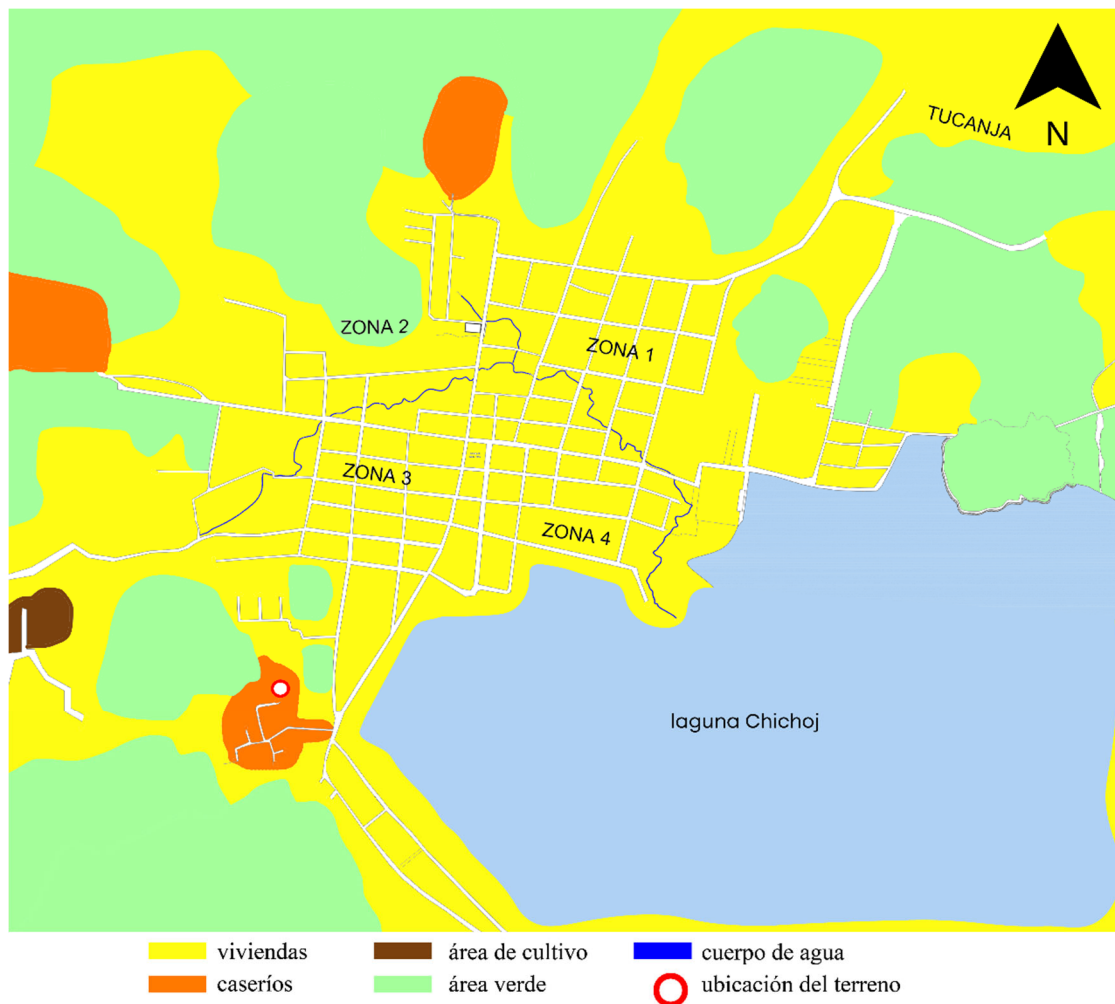 TUCANJA
N
ZONA 2
ZONA 1
ZONA 3
ZONA 4
laguna Chichoj
viviendas
área de cultivo
cuerpo de agua
caseríos
área verde
ubicación del terreno